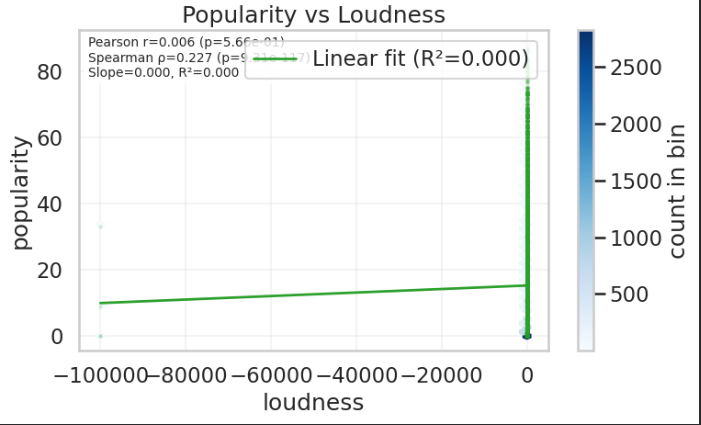 Popularity vs Loudness
Pearson r=0.006 (p=5.66e-01)
Spearman ρ=0.227 (p=9.
Slope=0.000, R²=0.000
Linear fit (R²=0.000)
popularity
80
60
40
20
0
−100000 −80000 −60000 −40000 −20000 0
loudness
2500
2000
1500
1000
500
count in bin